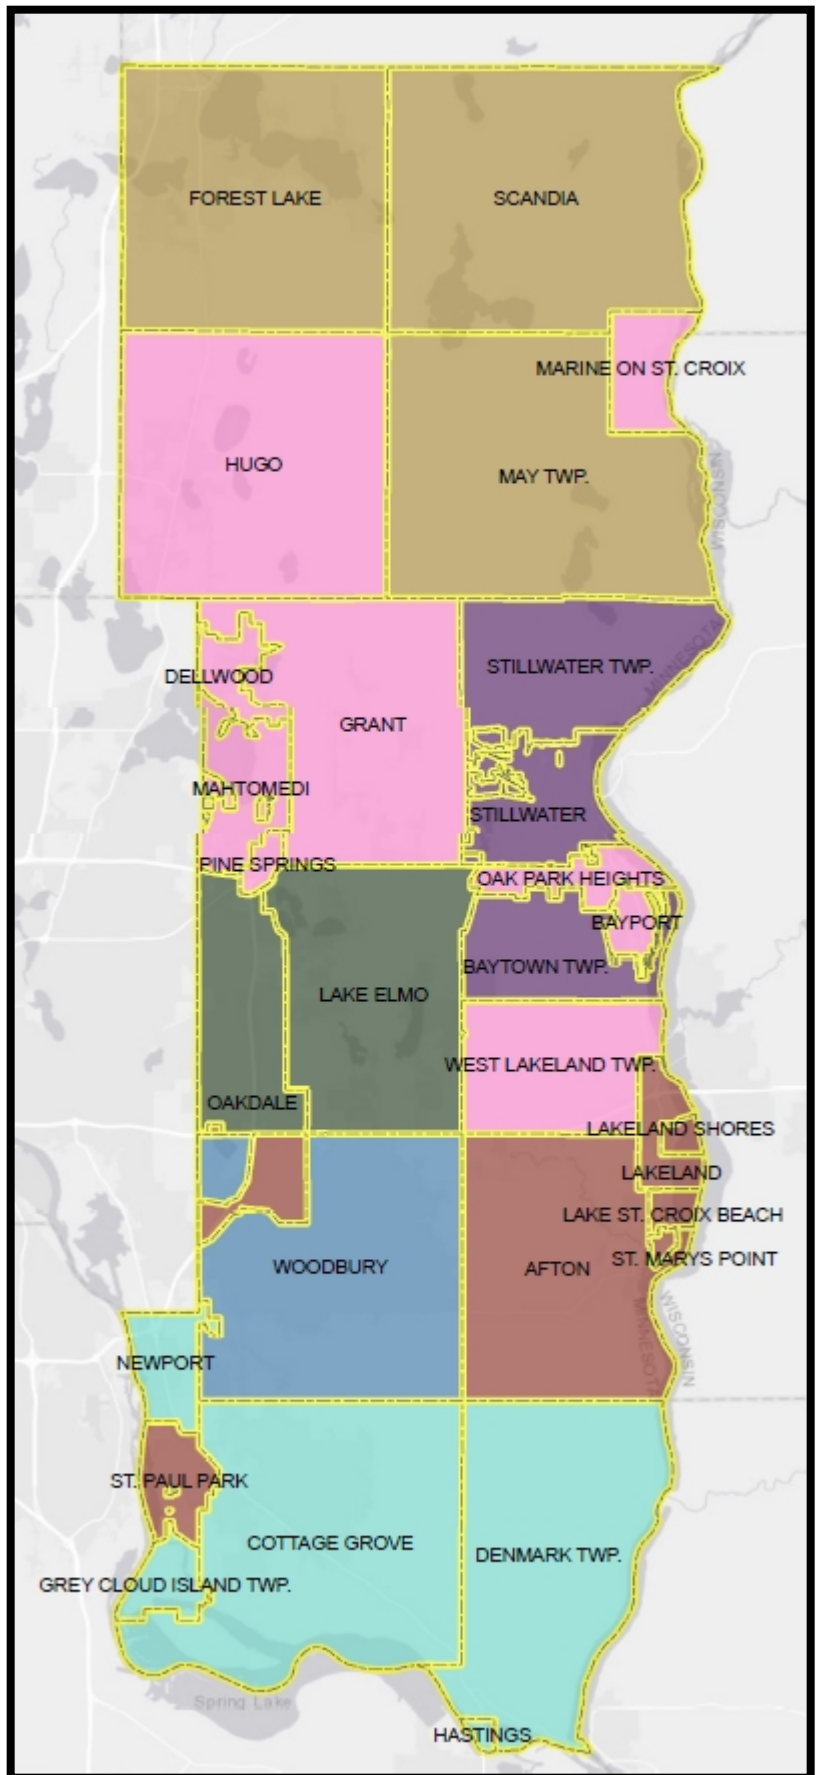 FOREST LAKE
SCANDIA
MARINE ON ST. CROIX
HUGO
MAY TWP.
WISCONSIN
STILLWATER TWP.
MINNESOTA
DELLWOOD
GRANT
MAHTOMEDI
STILLWATER
PINE SPRINGS
OAK PARK HEIGHTS
BAYPORT
BAYTOWN TWP.
LAKE ELMO
WEST LAKELAND TWP.
OAKDALE
LAKELAND SHORES
LAKELAND
LAKE ST. CROIX BEACH
ST. MARYS POINT
WOODBURY
AFTON
WISCONSIN
MINNESOTA
NEWPORT
ST. PAUL PARK
COTTAGE GROVE
DENMARK TWP.
GREY CLOUD ISLAND TWP.
Spring Lake
HASTINGS